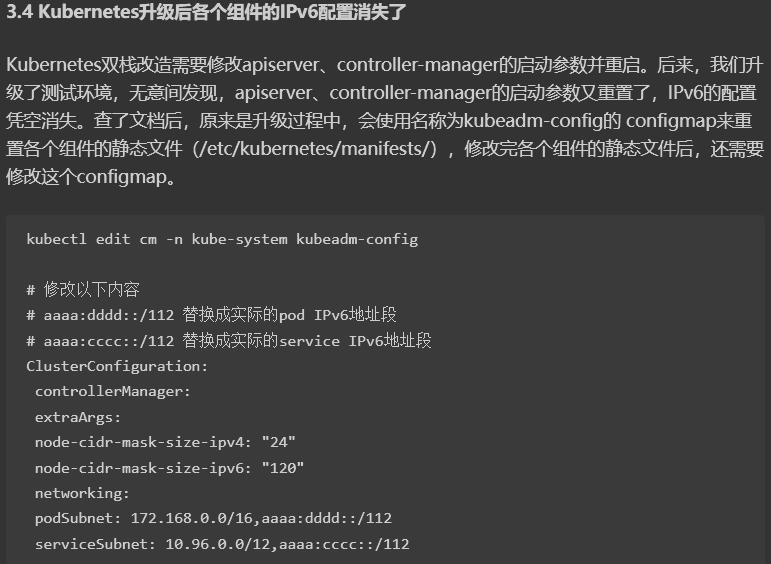 3.4 Kubernetes升级后各个组件的IPv6配置消失了
Kubernetes双栈改造需要修改apiserver、controller-manager的启动参数并重启。后来，我们升
级了测试环境，无意间发现，apiserver、controller-manager的启动参数又重置了，IPv6的配置
凭空消失。查了文档后，原来是升级过程中，会使用名称为kubeadm-config的 configmap来重
置各个组件的静态文件（/etc/kubernetes/manifests/），修改完各个组件的静态文件后，还需要
修改这个configmap。
kubectl edit cm -n kube-system kubeadm-config
# 修改以下内容
# aaaa:dddd::/112 替换成实际的pod IPv6地址段
# aaaa:cccc::/112 替换成实际的service IPv6地址段
ClusterConfiguration:
controllerManager:
extraArgs:
node-cidr-mask-size-ipv4: "24"
node-cidr-mask-size-ipv6: "120"
networking:
podSubnet: 172.168.0.0/16,aaaa:dddd::/112
serviceSubnet: 10.96.0.0/12,aaaa:cccc::/112